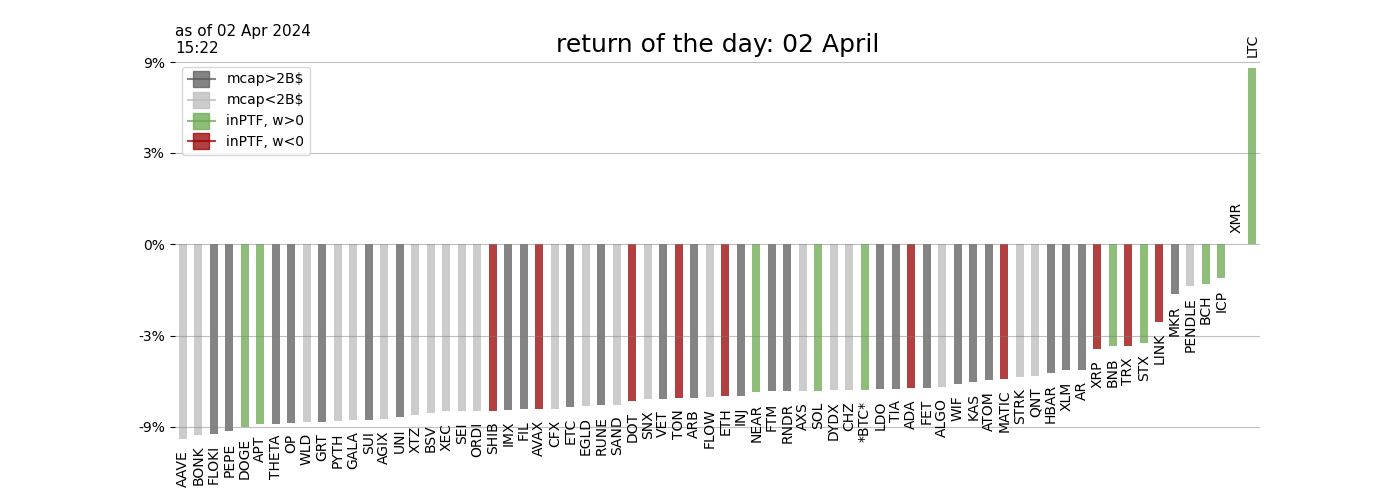 as of 02 Apr 2024
15:22
return of the day: 02 April
LTC
9%
mcap>2B$
mcap<2B$
inPTF, w>0
inPTF, w<0
3%
XMR
0%
-3%
-9%
AAVE
BONK
FLOKI
PEPE
DOGE
APT
THETA
OP
WLD
GRT
PYTH
GALA
SUI
AGIX
UNI
XTZ
BSV
XEC
SEI
ORDI
SHIB
IMX
FIL
AVAX
CFX
ETC
EGLD
RUNE
SAND
DOT
SNX
VET
TON
ARB
FLOW
ETH
INJ
NEAR
FTM
RNDR
AXS
SOL
DYDX
CHZ
*BTC*
LDO
TIA
ADA
FET
ALGO
WIF
KAS
ATOM
MATIC
STRK
QNT
HBAR
XLM
AR
XRP
BNB
TRX
STX
LINK
MKR
PENDLE
BCH
ICP